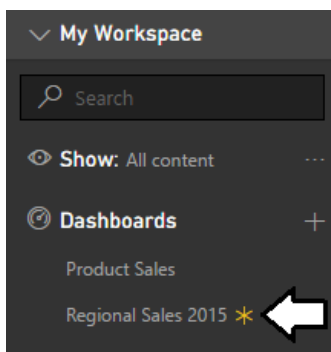 My Workspace
Search
Show: All content
Dashboards
Product Sales
Regional Sales 2015